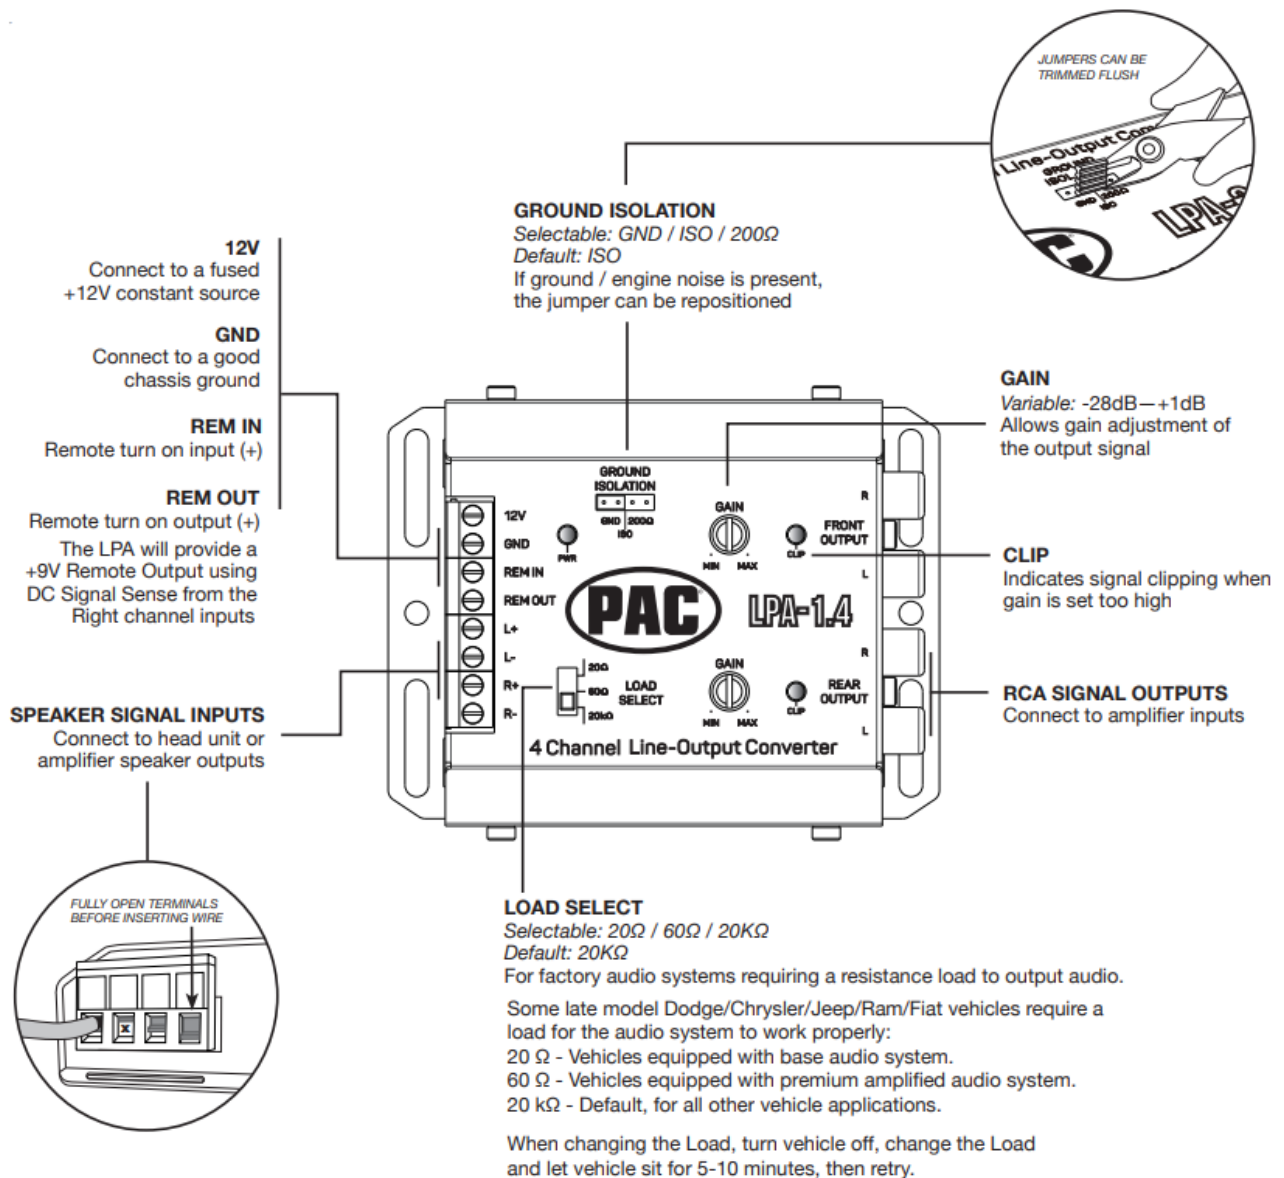 JUMPERS CAN BE
TRIMMED FLUSH
Line-Output Con
GROUND
ISOL
GND
200Ω
ISO
LPA-
GROUND ISOLATION
Selectable: GND / ISO / 200Ω
Default: ISO
If ground / engine noise is present,
the jumper can be repositioned
12V
Connect to a fused
+12V constant source
GND
Connect to a good
chassis ground
REM IN
Remote turn on input (+)
REM OUT
Remote turn on output (+)
The LPA will provide a
+9V Remote Output using
DC Signal Sense from the
Right channel inputs
SPEAKER SIGNAL INPUTS
Connect to head unit or
amplifier speaker outputs
FULLY OPEN TERMINALS
BEFORE INSERTING WIRE
x
GROUND
ISOLATION
GND
200Ω
ISO
12V
GND
REM IN
REM OUT
L+
L-
R+
R-
PWR
PAC
LPA-1.4
GAIN
MIN
MAX
CLIP
R
FRONT
OUTPUT
L
20Ω
60Ω
20kΩ
LOAD
SELECT
GAIN
MIN
MAX
CLIP
R
REAR
OUTPUT
L
4 Channel Line-Output Converter
GAIN
Variable: -28dB—+1dB
Allows gain adjustment of
the output signal
CLIP
Indicates signal clipping when
gain is set too high
RCA SIGNAL OUTPUTS
Connect to amplifier inputs
LOAD SELECT
Selectable: 20Ω / 60Ω / 20KΩ
Default: 20KΩ
For factory audio systems requiring a resistance load to output audio.
Some late model Dodge/Chrysler/Jeep/Ram/Fiat vehicles require a
load for the audio system to work properly:
20 Ω - Vehicles equipped with base audio system.
60 Ω - Vehicles equipped with premium amplified audio system.
20 kΩ - Default, for all other vehicle applications.
When changing the Load, turn vehicle off, change the Load
and let vehicle sit for 5-10 minutes, then retry.